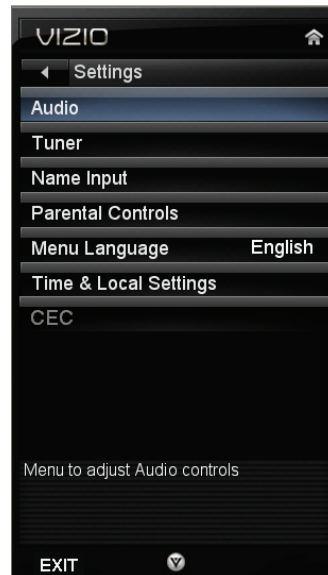 VIZIO
Settings
Audio
Tuner
Name Input
Parental Controls
Menu Language English
Time & Local Settings
CEC
Menu to adjust Audio controls
EXIT